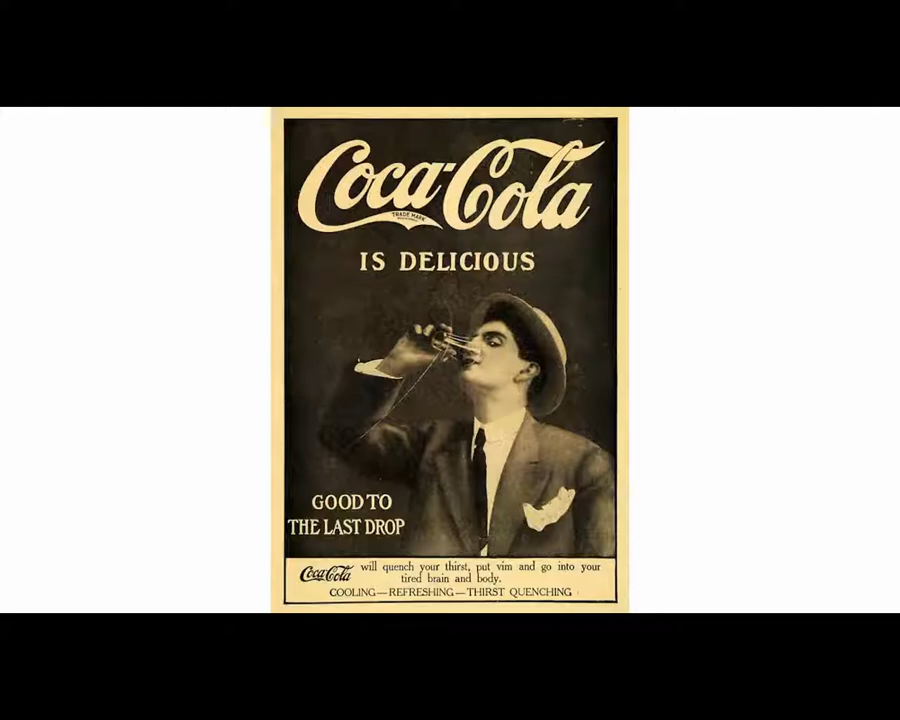 Coca-Cola
TRADE MARK
IS DELICIOUS
GOOD TO
THE LAST DROP
Coca-Cola will quench your thirst, put vim and go into your
tired brain and body.
COOLING—REFRESHING—THIRST QUENCHING